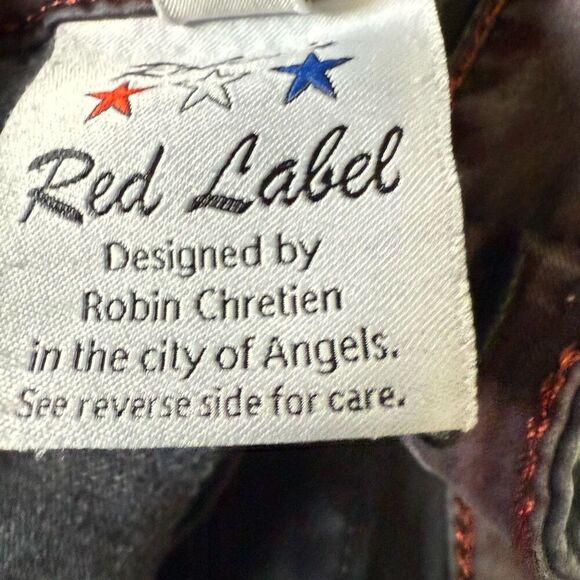 Red Label
Designed by
Robin Chretien
in the city of Angels.
See reverse side for care.